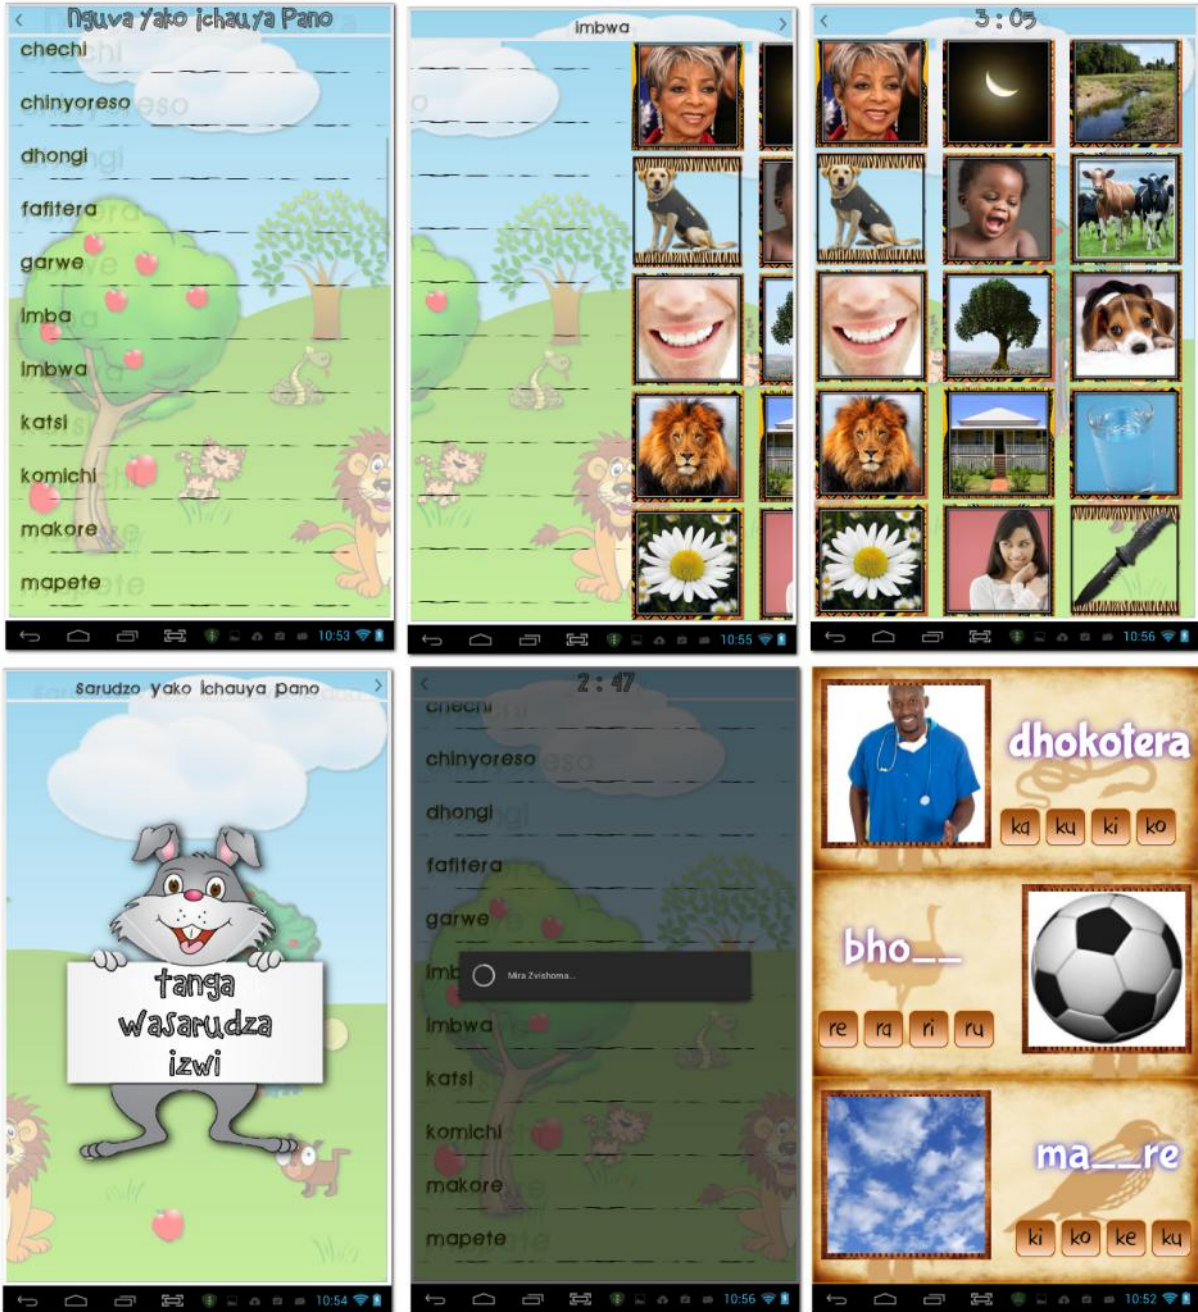 Nguva Yako ichauya Pano
chechi
chinyoreso
dhongi
fafitera
garwe
imba
imbwa
katsi
komichi
makore
mapete
10:53
imbwa
10:55
3 : 05
10:56
Sarudzo yako ichauya pano
tanga
wasarudza
izwi
10:54
2 : 47
chechi
chinyoreso
dhongi
fafitera
garwe
imb
imbwa
katsi
komichi
makore
mapete
Mira Zvishoma...
10:56
dhokotera
ka ku ki ko
bho__
re ra ri ru
ma__re
ki ko ke ku
10:52